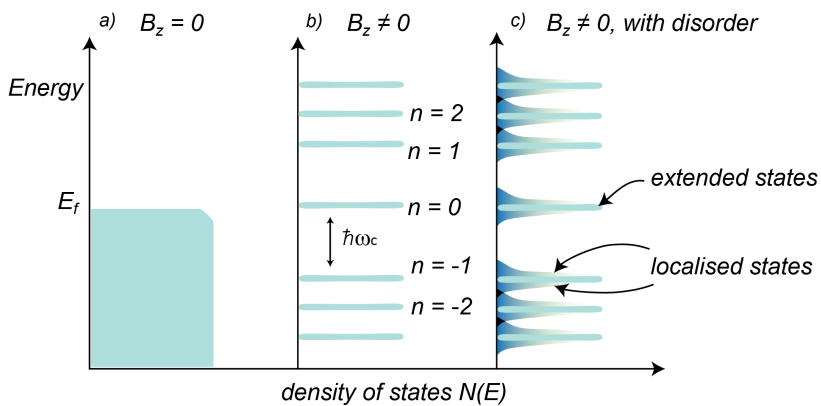 a) B_z = 0
b) B_z ≠ 0
c) B_z ≠ 0, with disorder
Energy
n = 2
n = 1
extended states
E_f
n = 0
ħω_c
n = -1
localised states
n = -2
density of states N(E)